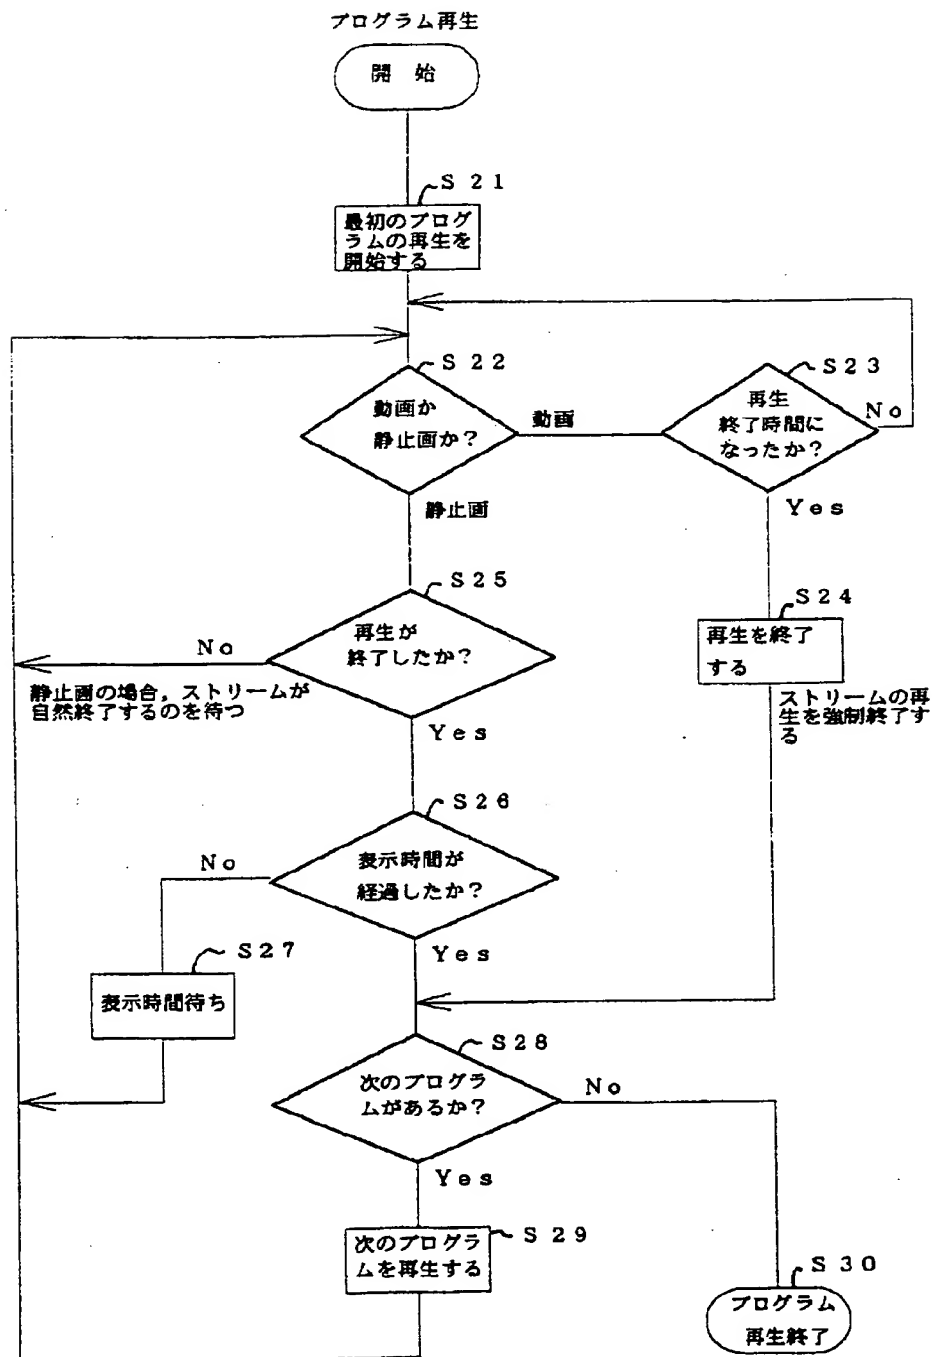 プログラム再生
開 始
S 21
最初のプログ
ラムの再生を
開始する
S 22
動画か
静止画か？
動画
静止画
S23
再生
終了時間に
なったか？
No
Yes
S24
再生を終了
する
ストリームの再
生を強制終了す
る
S25
再生が
終了したか？
No
静止画の場合，ストリームが
自然終了するのを待つ
Yes
S26
表示時間が
経過したか？
No
Yes
S27
表示時間待ち
S28
次のプログラ
ムがあるか？
No
Yes
S 29
次のプログラ
ムを再生する
S 30
プログラム
再生終了